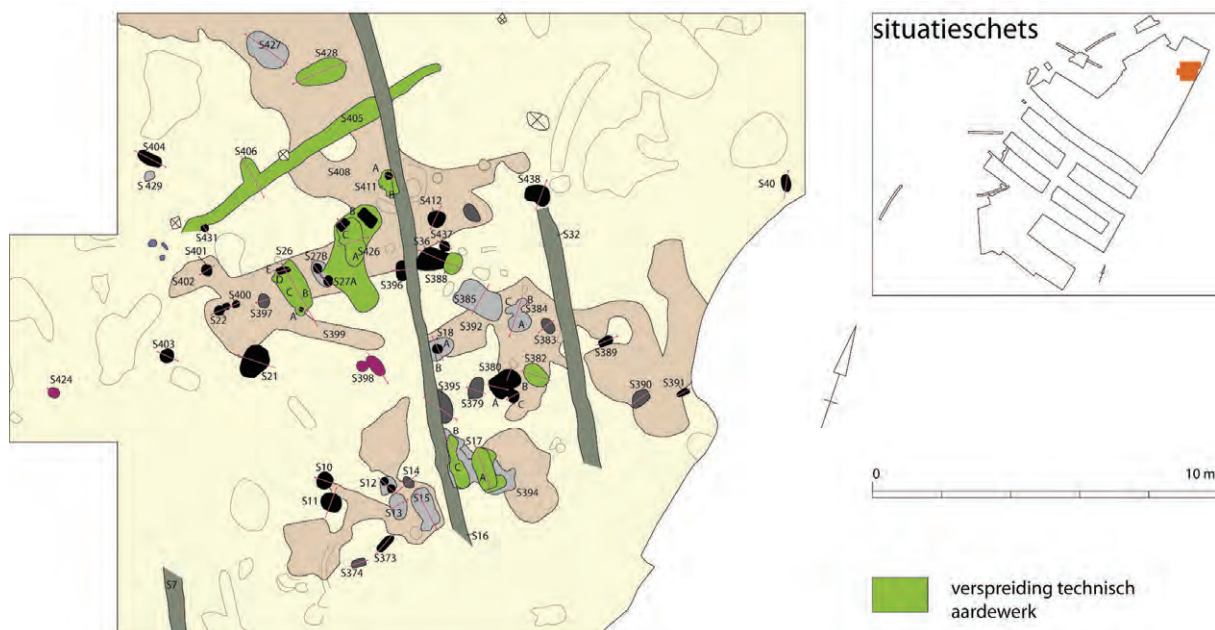 S427
S428
S405
S404
S406
S 429
S408
A
S411
B
S438
S40
S412
S431
B
S32
S437
S426
S36
A
S401
S26
S27B
E
D
S388
S396
S402
B
S27A
C
S385
B
C
S384
S400
S22
S397
A
S392
A
S399
S18
A
S383
S389
S403
B
S382
S380
S21
S398
S395
B
S424
S390
S391
S379
A
C
B
S17
C
A
S10
S14
S12
S394
S11
S15
S13
S16
S373
S374
S7
situatieschets
0
10 m
verspreiding technisch
aardewerk